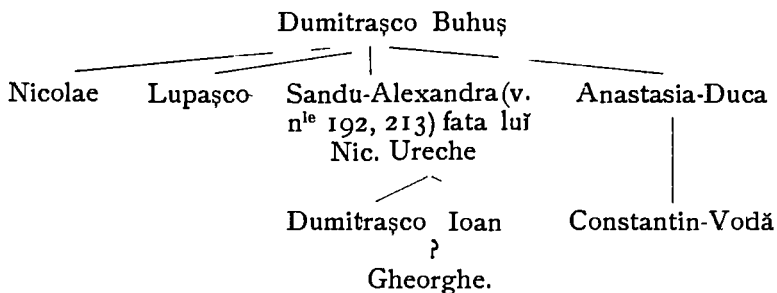 Dumitrașco Buhuș
Nicolae Lupașco Sandu-Alexandra (v. Anastasia-Duca
nle 192, 213) fata luĭ
Nic. Ureche
Dumitrașco Ioan Constantin-Vodă
?
Gheorghe.